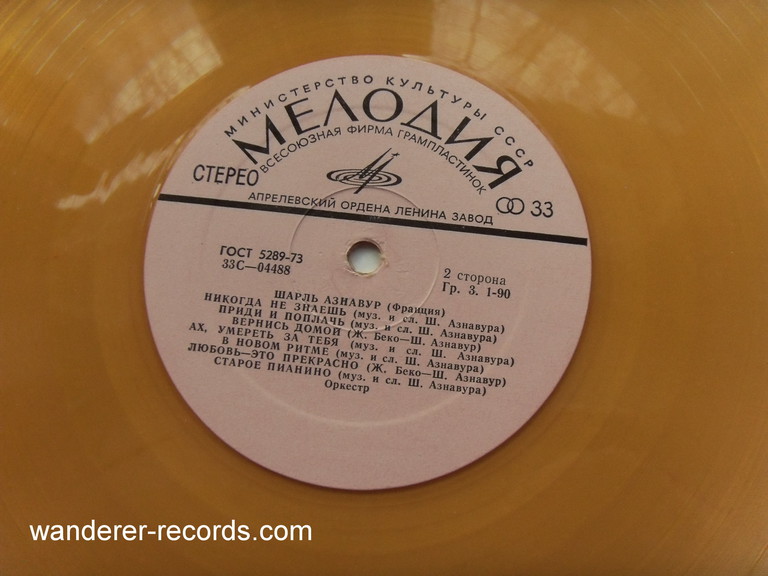 МИНИСТЕРСТВО КУЛЬТУРЫ СССР
МЕЛОДИЯ
ВСЕСОЮЗНАЯ ФИРМА ГРАМПЛАСТИНОК
СТЕРЕО
АПРЕЛЕВСКИЙ ОРДЕНА ЛЕНИНА ЗАВОД
33
ГОСТ 5289-73
33С—04488
2 сторона
Гр. 3. 1-90
ШАРЛЬ АЗНАВУР (Франция)
НИКОГДА НЕ ЗНАЕШЬ (муз. и сл. Ш. Азнавура)
ПРИДИ И ПОПЛАЧЬ (муз. и сл. Ш. Азнавура)
ВЕРНИСЬ ДОМОЙ (Ж. Беко—Ш. Азнавур)
АХ, УМЕРЕТЬ ЗА ТЕБЯ (муз. и сл. Ш. Азнавура)
В НОВОМ РИТМЕ (муз. и сл. Ш. Азнавура)
ЛЮБОВЬ—ЭТО ПРЕКРАСНО (Ж. Беко—Ш. Азнавур)
СТАРОЕ ПИАНИНО (муз. и сл. Ш. Азнавура)
Оркестр
wanderer-records.com